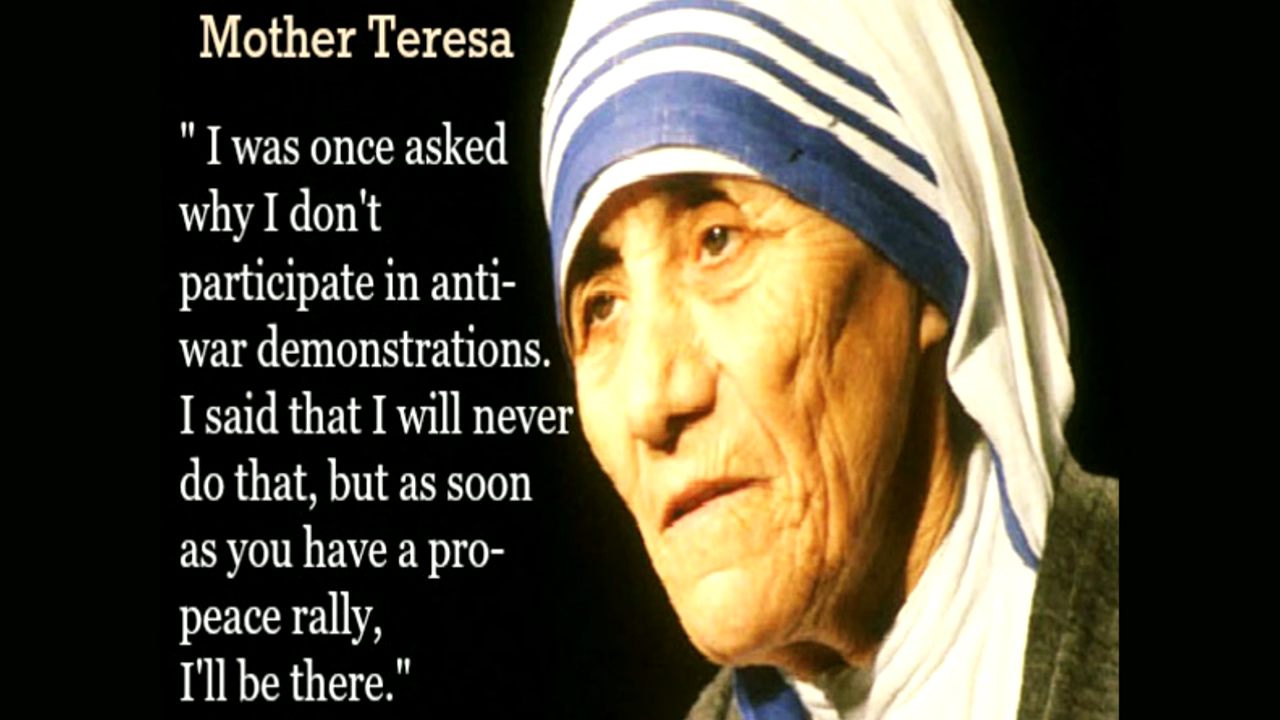 Mother Teresa
" I was once asked
why I don't
participate in anti-
war demonstrations.
I said that I will never
do that, but as soon
as you have a pro-
peace rally,
I'll be there."